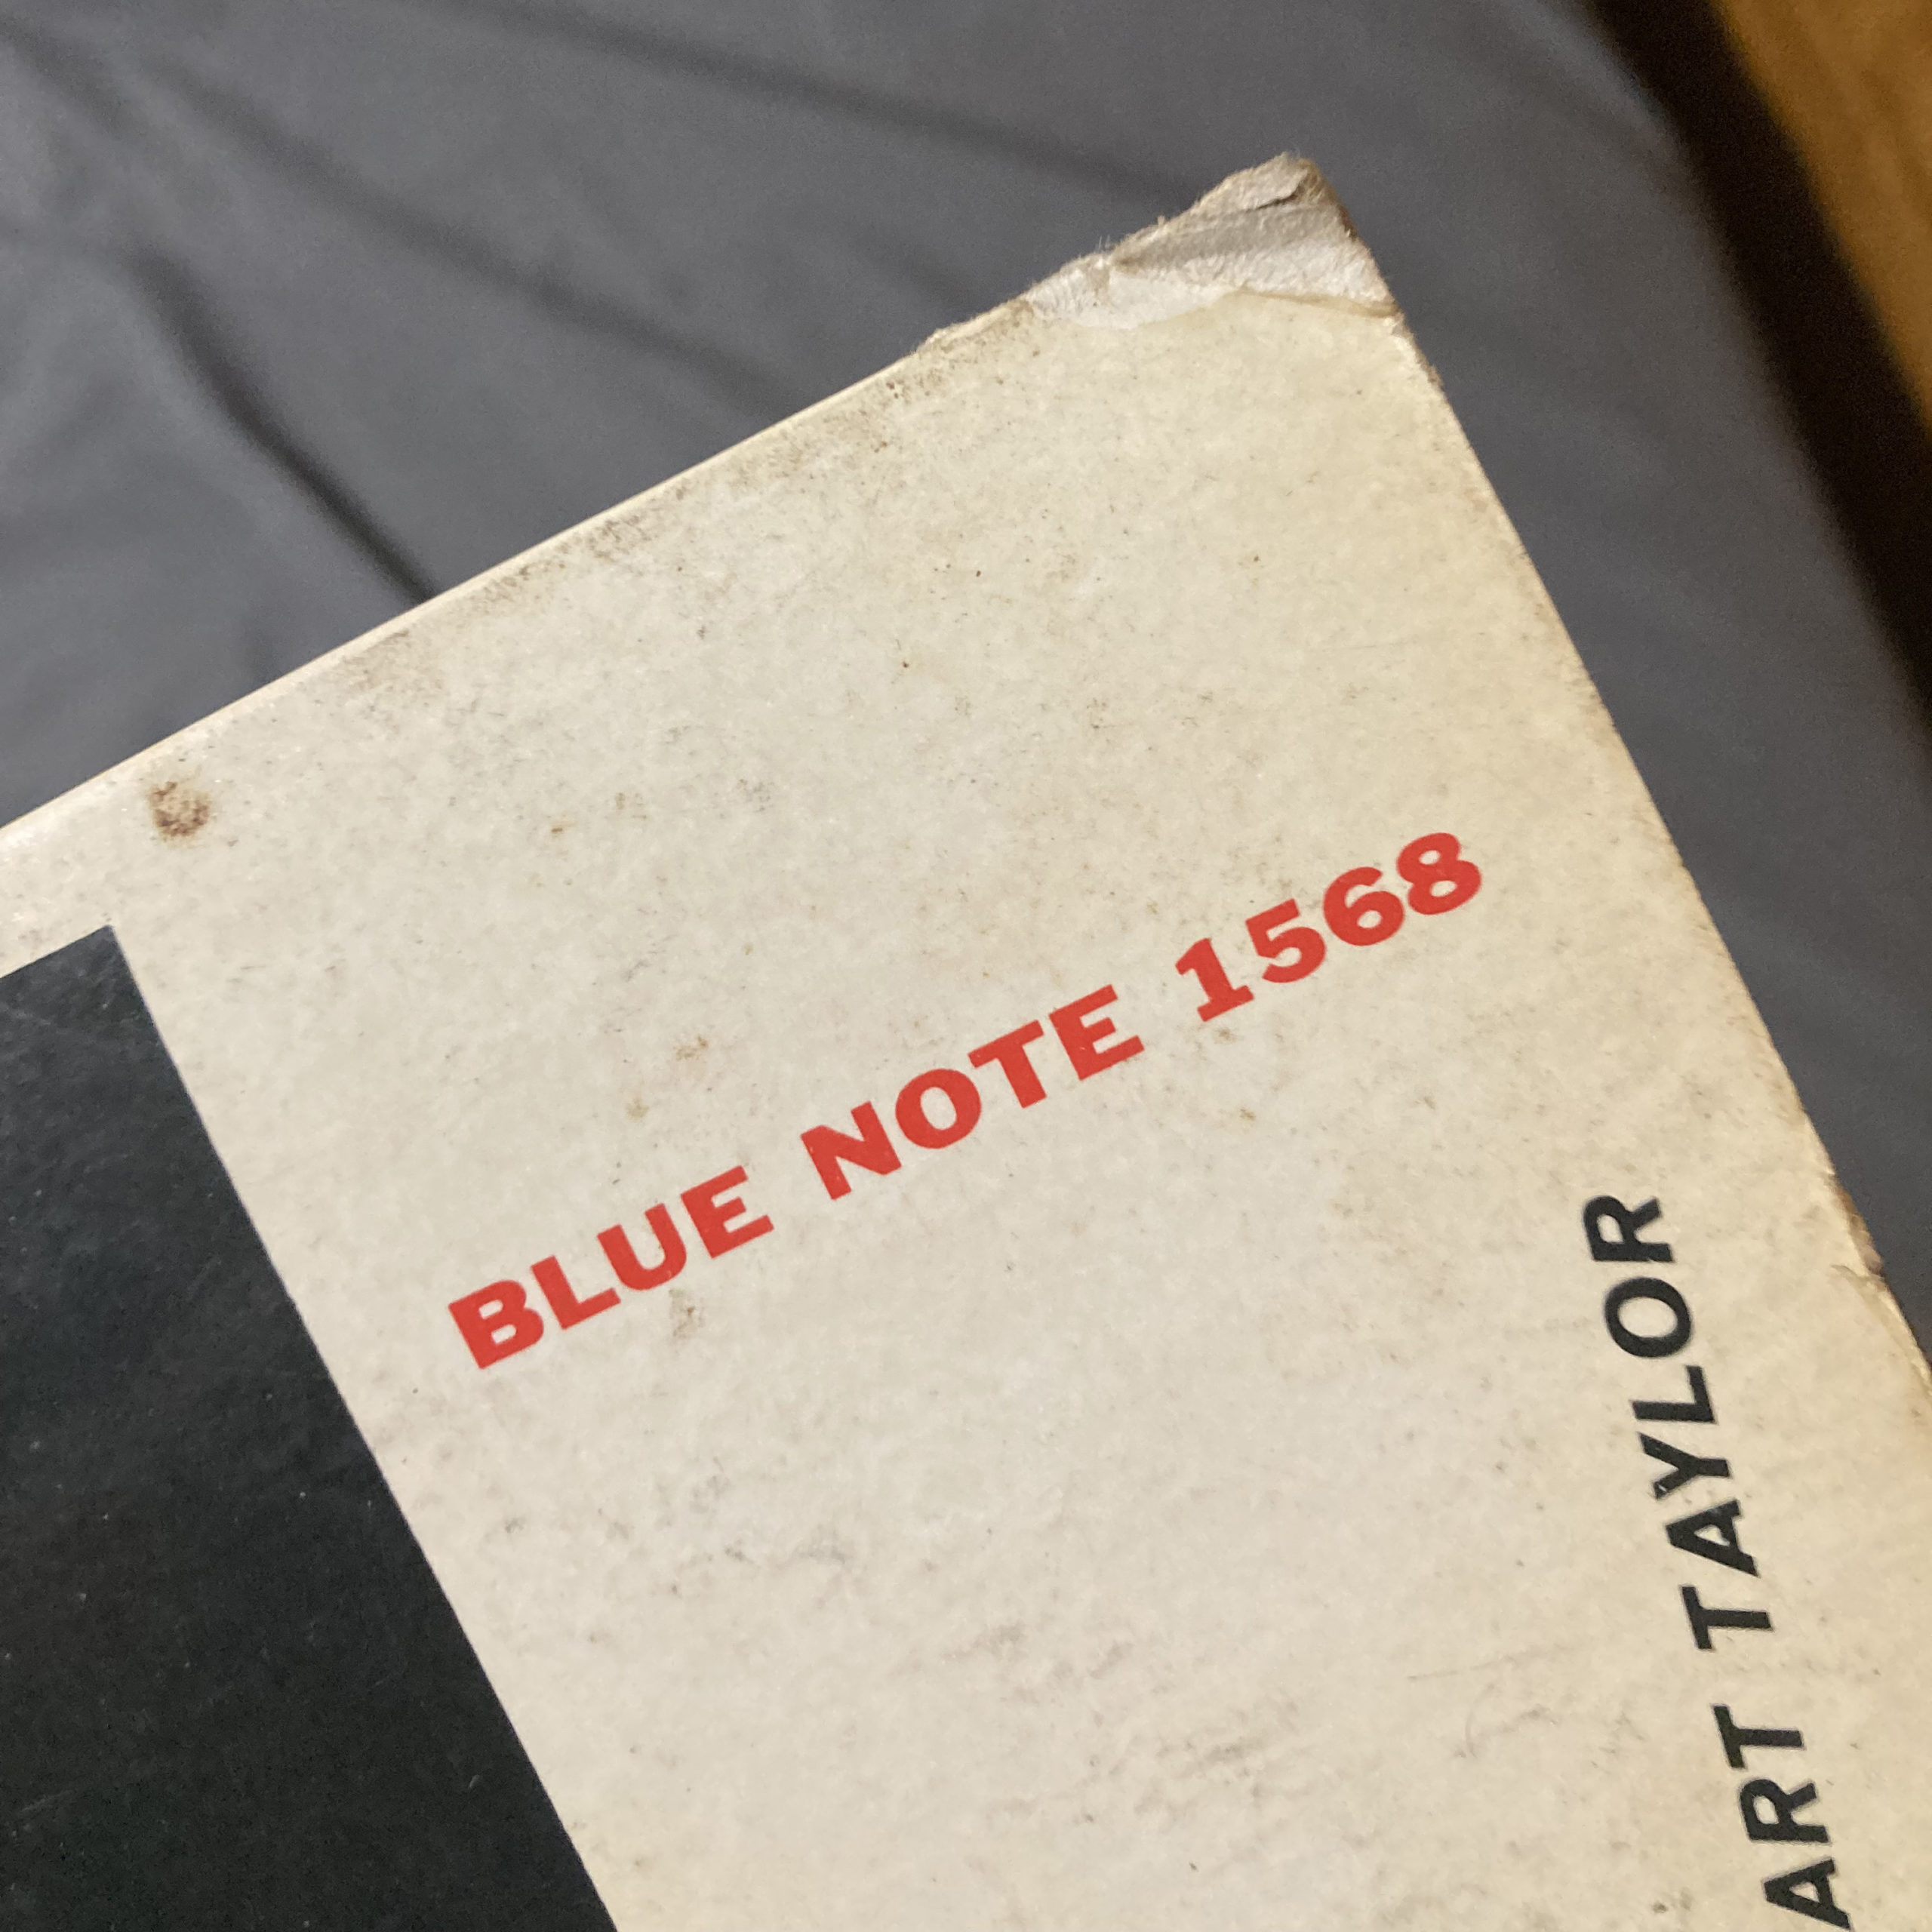 BLUE NOTE 1568
ART TAYLOR